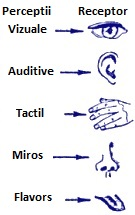 Perceptii Receptor
Vizuale
Auditive
Tactil
Miros
Flavors